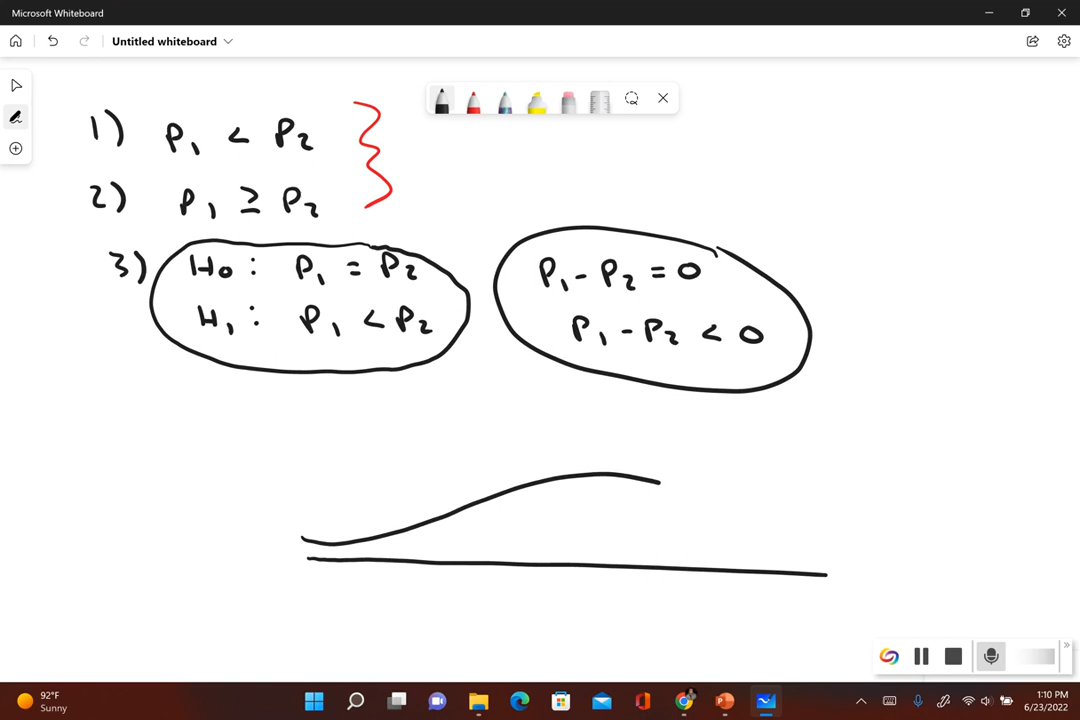 Microsoft Whiteboard
Untitled whiteboard
1) P₁ < P₂
2) P₁ ≥ P₂
3) H₀ : P₁ = P₂
H₁ : P₁ < P₂
P₁ - P₂ = 0
P₁ - P₂ < 0
92°F
Sunny
1:10 PM
6/23/2022